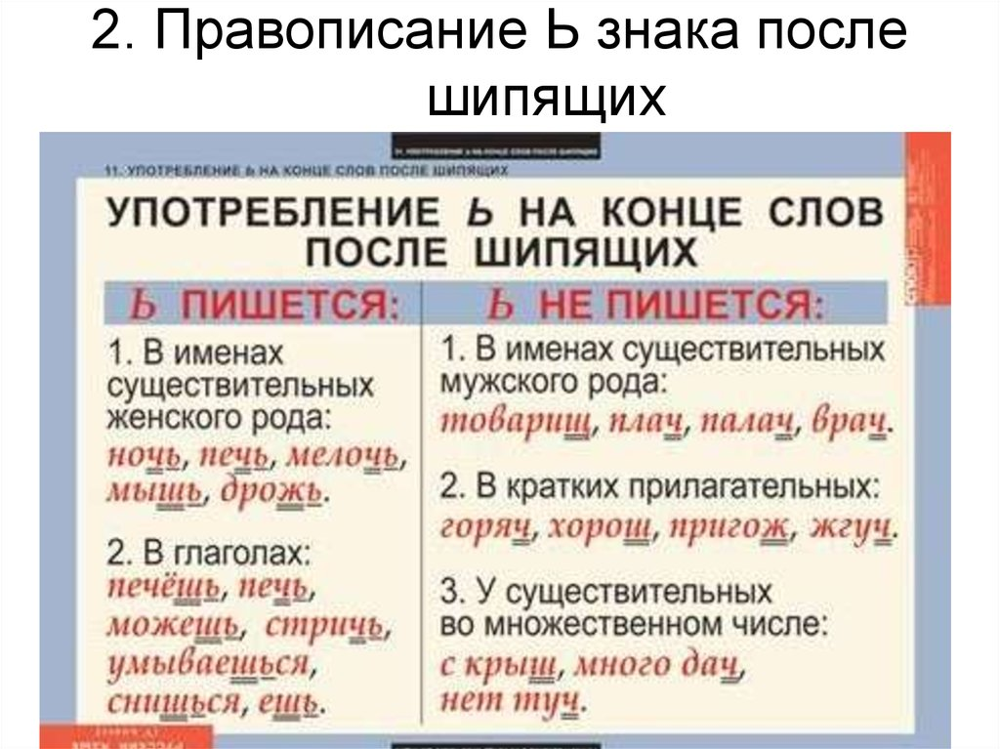 2. Правописание Ь знака после
шипящих
11. УПОТРЕБЛЕНИЕ Ь НА КОНЦЕ СЛОВ ПОСЛЕ ШИПЯЩИХ
УПОТРЕБЛЕНИЕ Ь НА КОНЦЕ СЛОВ
ПОСЛЕ ШИПЯЩИХ
Ь ПИШЕТСЯ:
1. В именах
существительных
женского рода:
ночь, печь, мелочь,
мышь, дрожь.
2. В глаголах:
печёшь, печь,
можешь, стричь,
умываешься,
снишься, ешь.
Ь НЕ ПИШЕТСЯ:
1. В именах существительных
мужского рода:
товарищ, плач, палач, врач.
2. В кратких прилагательных:
горяч, хорош, пригож, жгуч.
3. У существительных
во множественном числе:
с крыш, много дач,
нет туч.